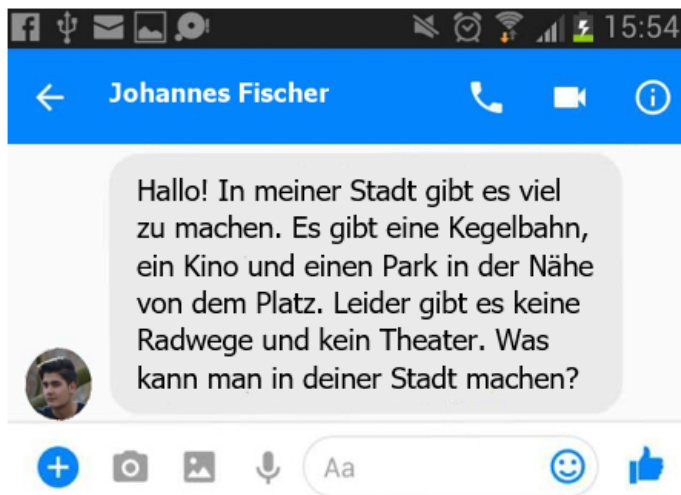 15:54
Johannes Fischer
Hallo! In meiner Stadt gibt es viel
zu machen. Es gibt eine Kegelbahn,
ein Kino und einen Park in der Nähe
von dem Platz. Leider gibt es keine
Radwege und kein Theater. Was
kann man in deiner Stadt machen?
Aa